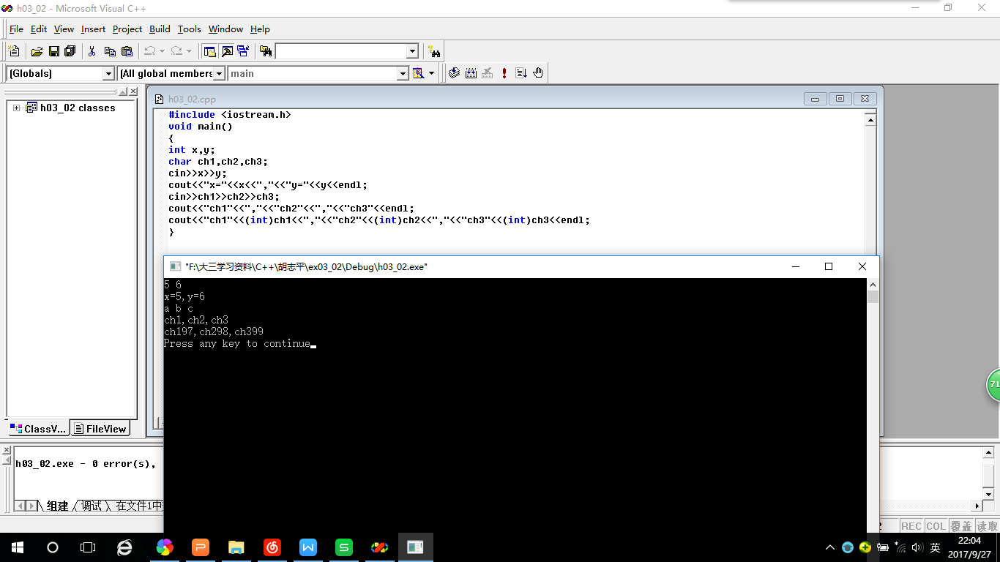 h03_02 - Microsoft Visual C++
File Edit View Insert Project Build Tools Window Help
(Globals) (All global members main
h03_02 classes
h03_02.cpp
#include <iostream.h>
void main()
{
int x,y;
char ch1,ch2,ch3;
cin>>x>>y;
cout<<"x="<<x<<","<<"y="<<y<<endl;
cin>>ch1>>ch2>>ch3;
cout<<"ch1"<<","<<"ch2"<<","<<"ch3"<<endl;
cout<<"ch1"<<(int)ch1<<","<<"ch2"<<(int)ch2<<","<<"ch3"<<(int)ch3<<endl;
}
"F:\大三学习资料\C++\胡志平\ex03_02\Debug\h03_02.exe"
5 6
x=5,y=6
a b c
ch1,ch2,ch3
ch197,ch298,ch399
Press any key to continue
71
ClassV... FileView
h03_02.exe - 0 error(s),
组建 调试 在文件1中
REC COL 覆盖 读取
英
22:04
2017/9/27